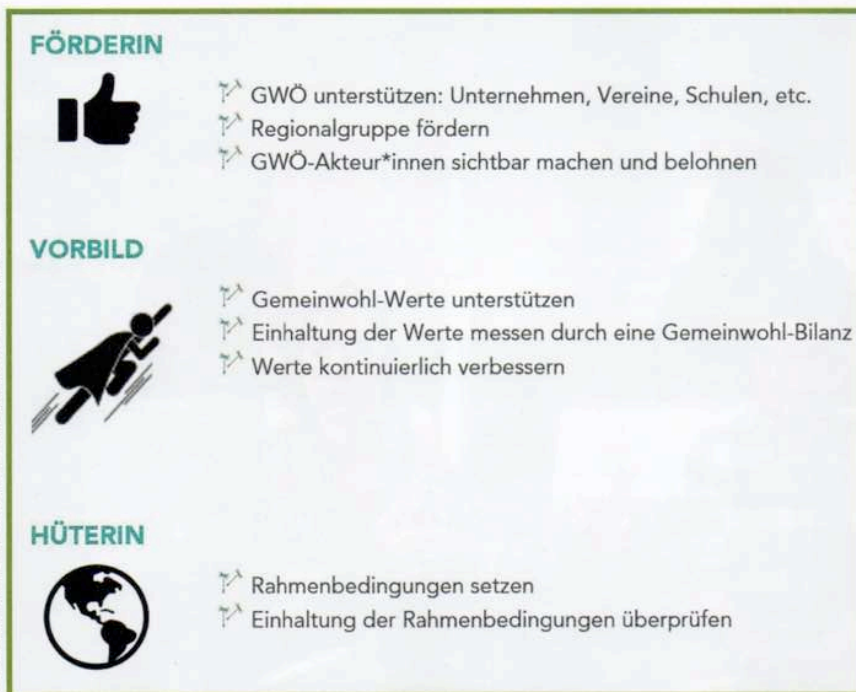 FÖRDERIN
GWÖ unterstützen: Unternehmen, Vereine, Schulen, etc.
Regionalgruppe fördern
GWÖ-Akteur*innen sichtbar machen und belohnen
VORBILD
Gemeinwohl-Werte unterstützen
Einhaltung der Werte messen durch eine Gemeinwohl-Bilanz
Werte kontinuierlich verbessern
HÜTERIN
Rahmenbedingungen setzen
Einhaltung der Rahmenbedingungen überprüfen